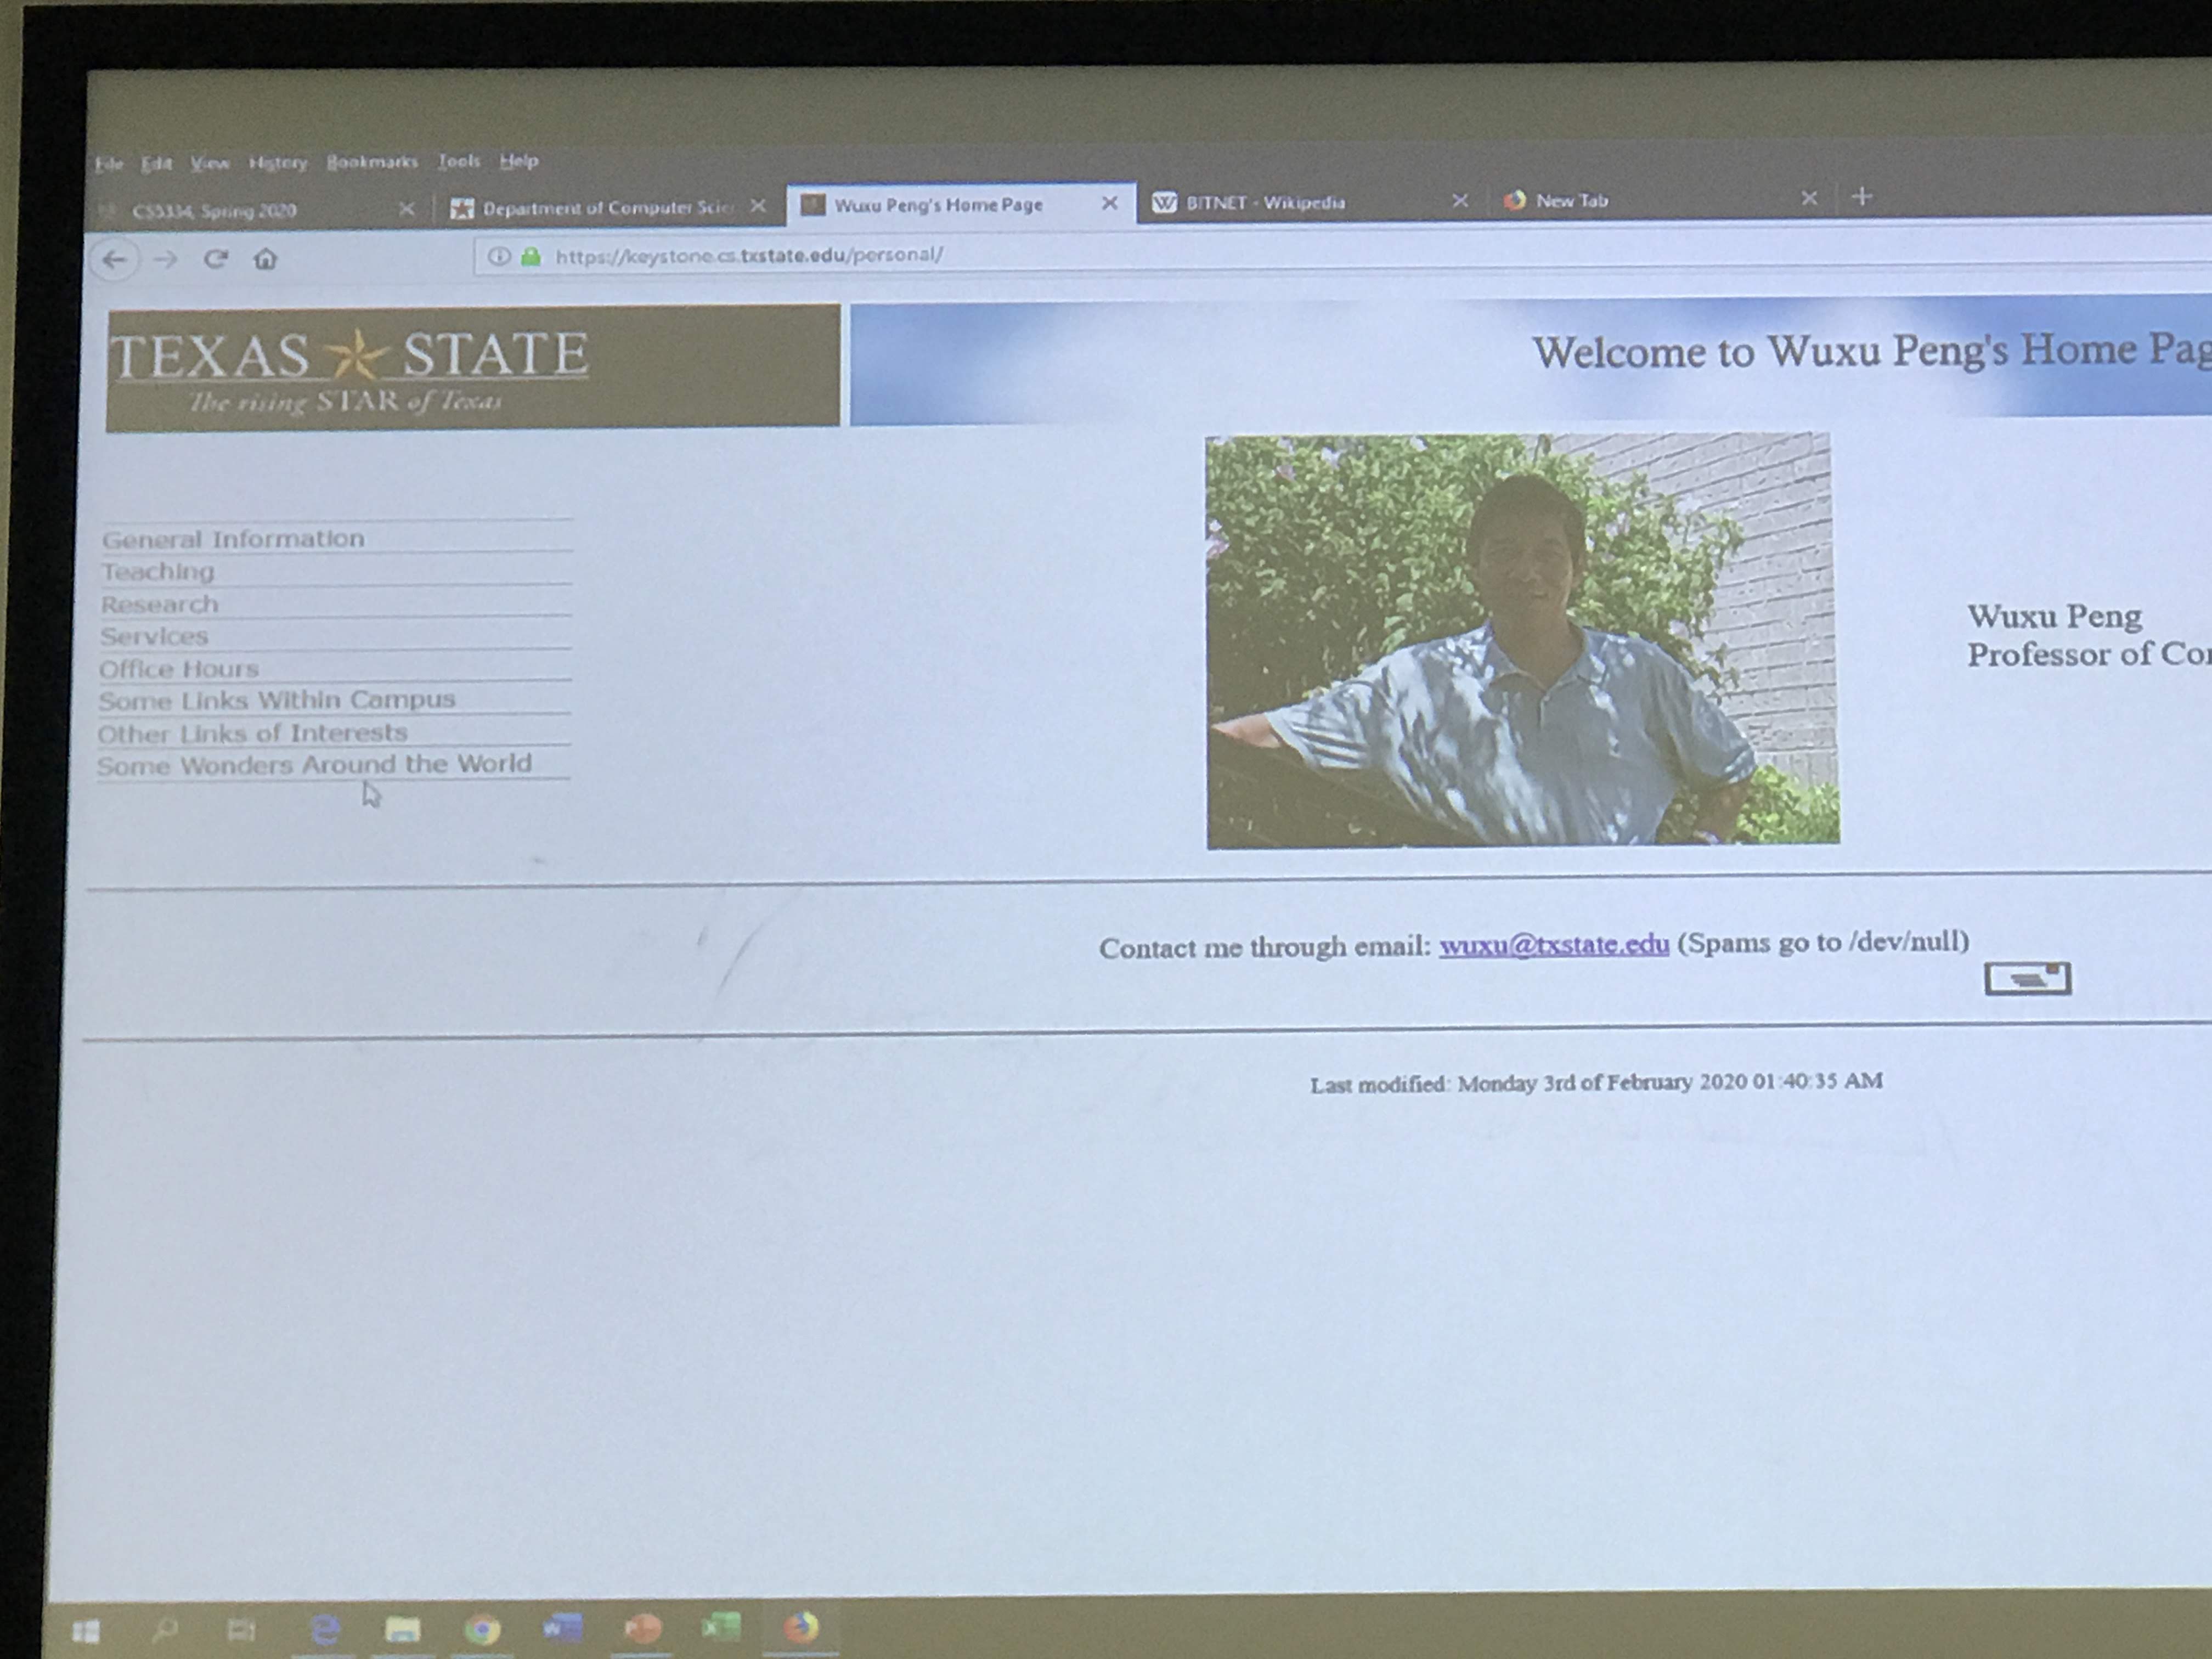 File Edit View History Bookmarks Tools Help
CS5334, Spring 2020
Department of Computer Scien
Wuxu Peng's Home Page
BITNET - Wikipedia
New Tab
https://keystone.cs.txstate.edu/personal/
TEXAS STATE
The rising STAR of Texas
Welcome to Wuxu Peng's Home Pag
General Information
Teaching
Research
Services
Office Hours
Some Links Within Campus
Other Links of Interests
Some Wonders Around the World
Wuxu Peng
Professor of Co
Contact me through email: wuxu@txstate.edu (Spams go to /dev/null)
Last modified: Monday 3rd of February 2020 01:40:35 AM